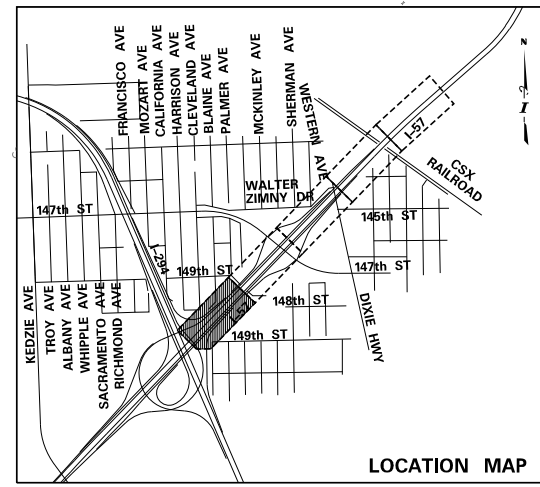 N
FRANCISCO AVE
MOZART AVE
CALIFORNIA AVE
HARRISON AVE
CLEVELAND AVE
BLAINE AVE
PALMER AVE
MCKINLEY AVE
SHERMAN AVE
WESTERN AVE
I-57
CSX
RAILROAD
WALTER
ZIMNY DR
147th ST
145th ST
I-294
149th ST
147th ST
148th ST
I-57
149th ST
DIXIE HWY
KEDZIE AVE
TROY AVE
ALBANY AVE
WHIPPLE AVE
SACRAMENTO AVE
RICHMOND AVE
LOCATION MAP